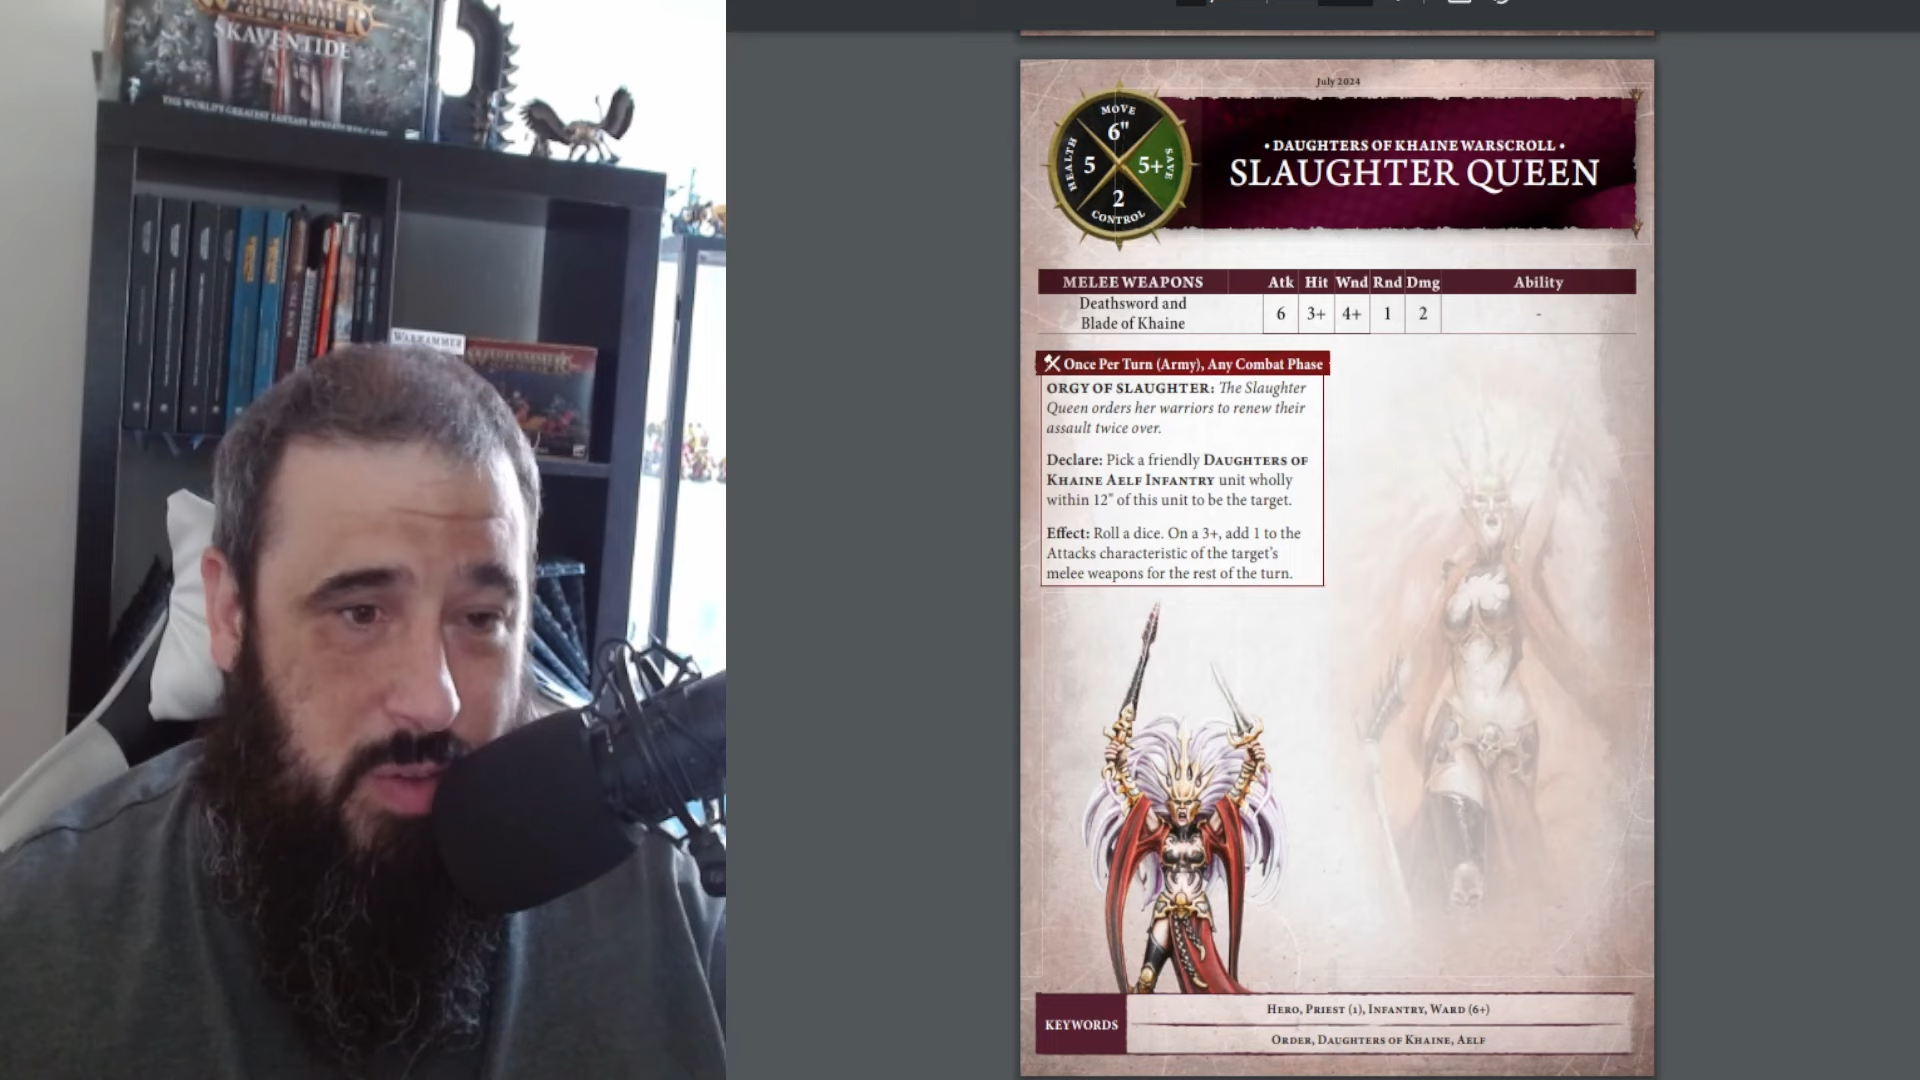 SKAVENTIDE
WARHAMMER
July 2024
MOVE
6"
HEALTH
5
5+
SAVE
2
CONTROL
• DAUGHTERS OF KHAINE WARSCROLL •
SLAUGHTER QUEEN
MELEE WEAPONS Atk Hit Wnd Rnd Dmg Ability
Deathsword and
Blade of Khaine 6 3+ 4+ 1 2 -
Once Per Turn (Army), Any Combat Phase
ORGY OF SLAUGHTER: The Slaughter
Queen orders her warriors to renew their
assault twice over.
Declare: Pick a friendly DAUGHTERS OF
KHAINE AELF INFANTRY unit wholly
within 12" of this unit to be the target.
Effect: Roll a dice. On a 3+, add 1 to the
Attacks characteristic of the target's
melee weapons for the rest of the turn.
KEYWORDS
HERO, PRIEST (1), INFANTRY, WARD (6+)
ORDER, DAUGHTERS OF KHAINE, AELF